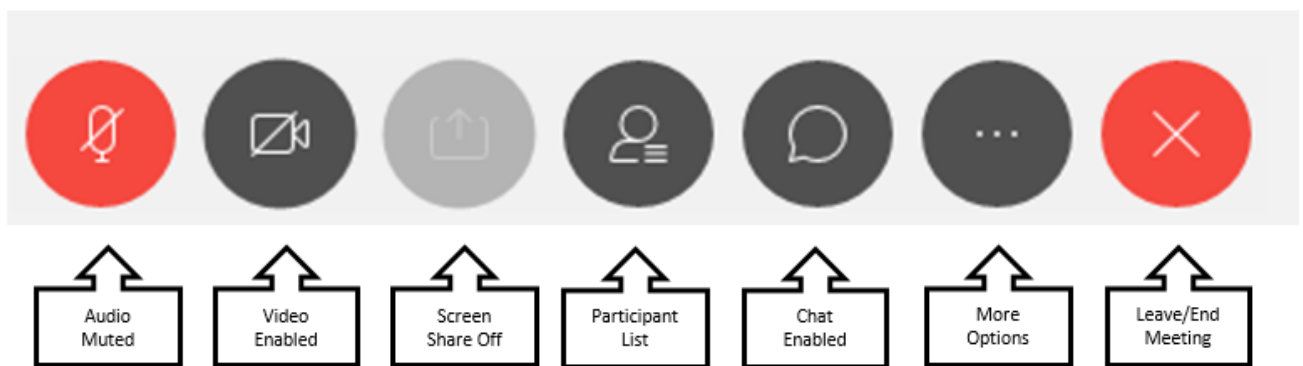 Audio
Muted
Video
Enabled
Screen
Share Off
Participant
List
Chat
Enabled
More
Options
Leave/End
Meeting